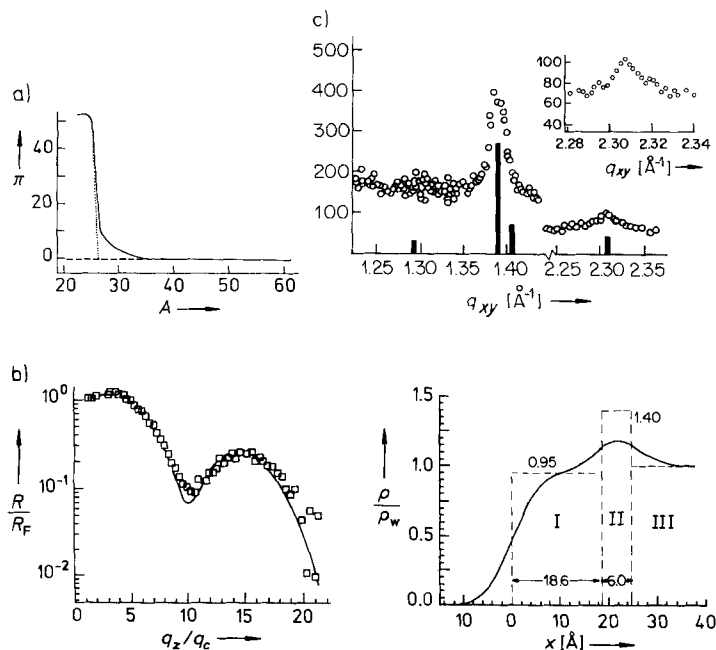 a)
40
20
0
π
20 30 40 50 60
A
c)
500
400
300
200
100
1.25 1.30 1.35 1.40 2.25 2.30 2.35
q_xy [Å⁻¹]
100
80
60
40
2.28 2.30 2.32 2.34
q_xy [Å⁻¹]
b)
10⁰
10⁻¹
10⁻²
R/R_F
0 5 10 15 20
q_z/q_c
1.5
1.0
0.5
0.0
ρ/ρ_w
0.95
1.40
I II III
18.6 6.0
-10 0 10 20 30 40
x [Å]